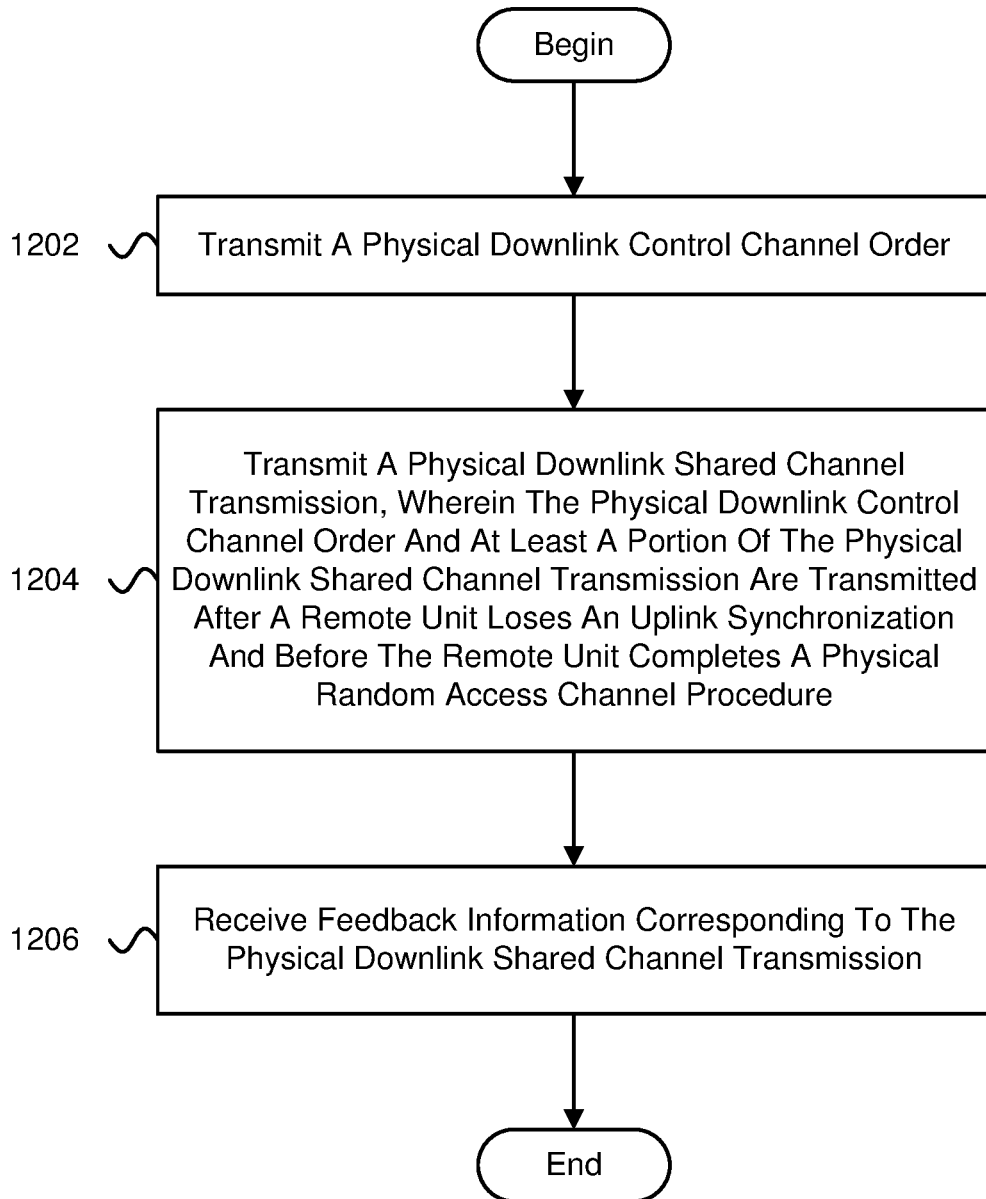 Begin
1202
Transmit A Physical Downlink Control Channel Order
1204
Transmit A Physical Downlink Shared Channel
Transmission, Wherein The Physical Downlink Control
Channel Order And At Least A Portion Of The Physical
Downlink Shared Channel Transmission Are Transmitted
After A Remote Unit Loses An Uplink Synchronization
And Before The Remote Unit Completes A Physical
Random Access Channel Procedure
1206
Receive Feedback Information Corresponding To The
Physical Downlink Shared Channel Transmission
End